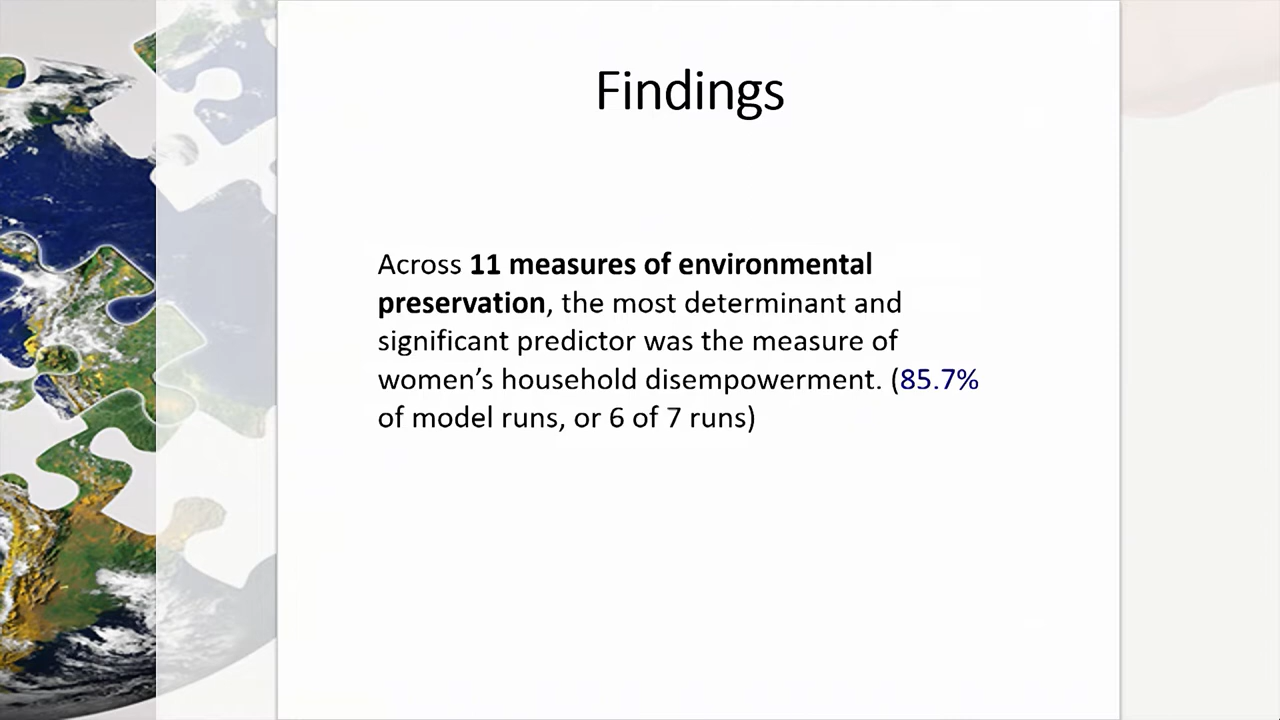 Findings
Across 11 measures of environmental
preservation, the most determinant and
significant predictor was the measure of
women’s household disempowerment. (85.7%
of model runs, or 6 of 7 runs)